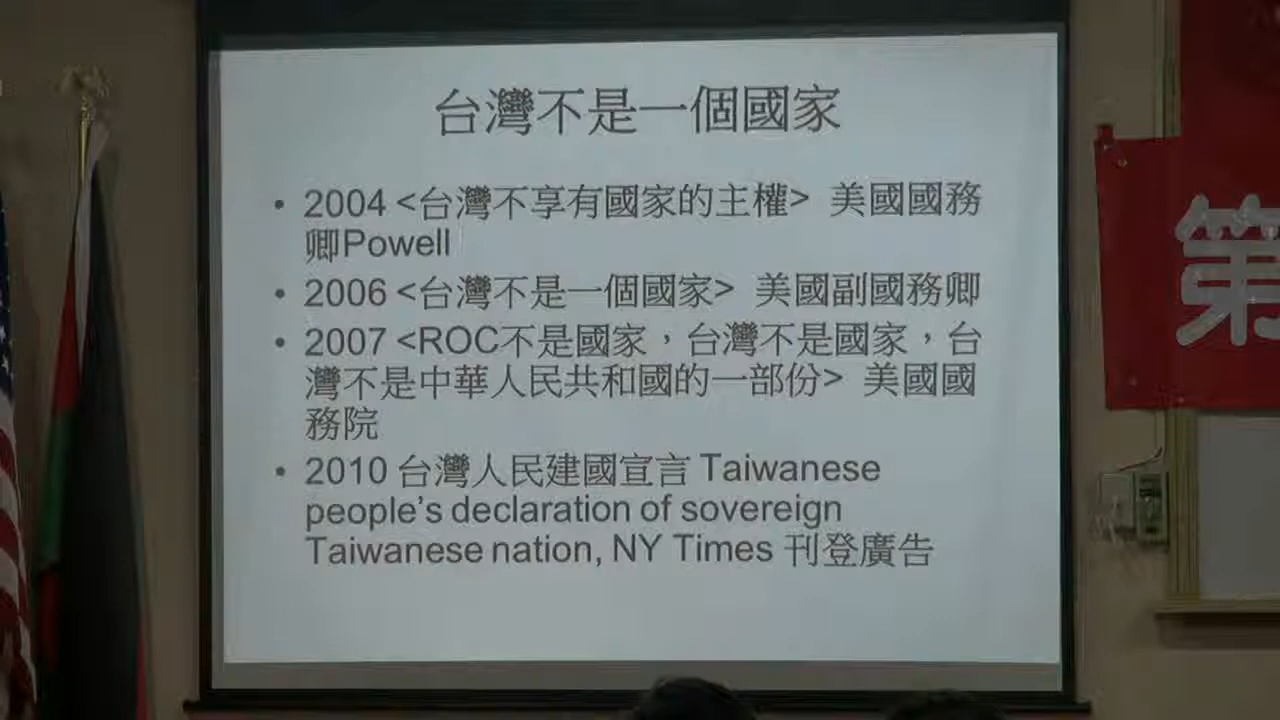 台灣不是一個國家
• 2004 <台灣不享有國家的主權> 美國國務
卿Powell
• 2006 <台灣不是一個國家> 美國副國務卿
• 2007 <ROC不是國家，台灣不是國家，台
灣不是中華人民共和國的一部份> 美國國
務院
• 2010 台灣人民建國宣言 Taiwanese
people’s declaration of sovereign
Taiwanese nation, NY Times 刊登廣告
第